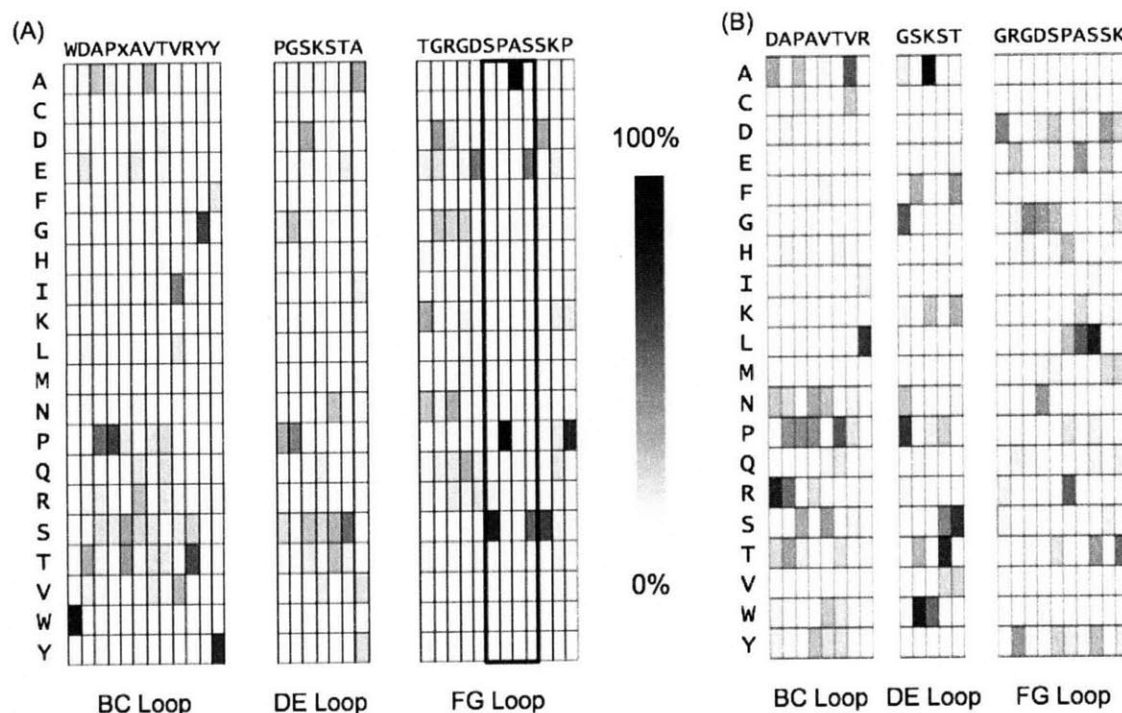 (A)
WDAPxAVTVRYY PGSKSTA TGRGDSPASSKP
A
C
D
E
F
G
H
I
K
L
M
N
P
Q
R
S
T
V
W
Y
BC Loop DE Loop FG Loop
100%
0%
(B)
DAPAVTVR GSKST GRGDSPASSK
A
C
D
E
F
G
H
I
K
L
M
N
P
Q
R
S
T
V
W
Y
BC Loop DE Loop FG Loop